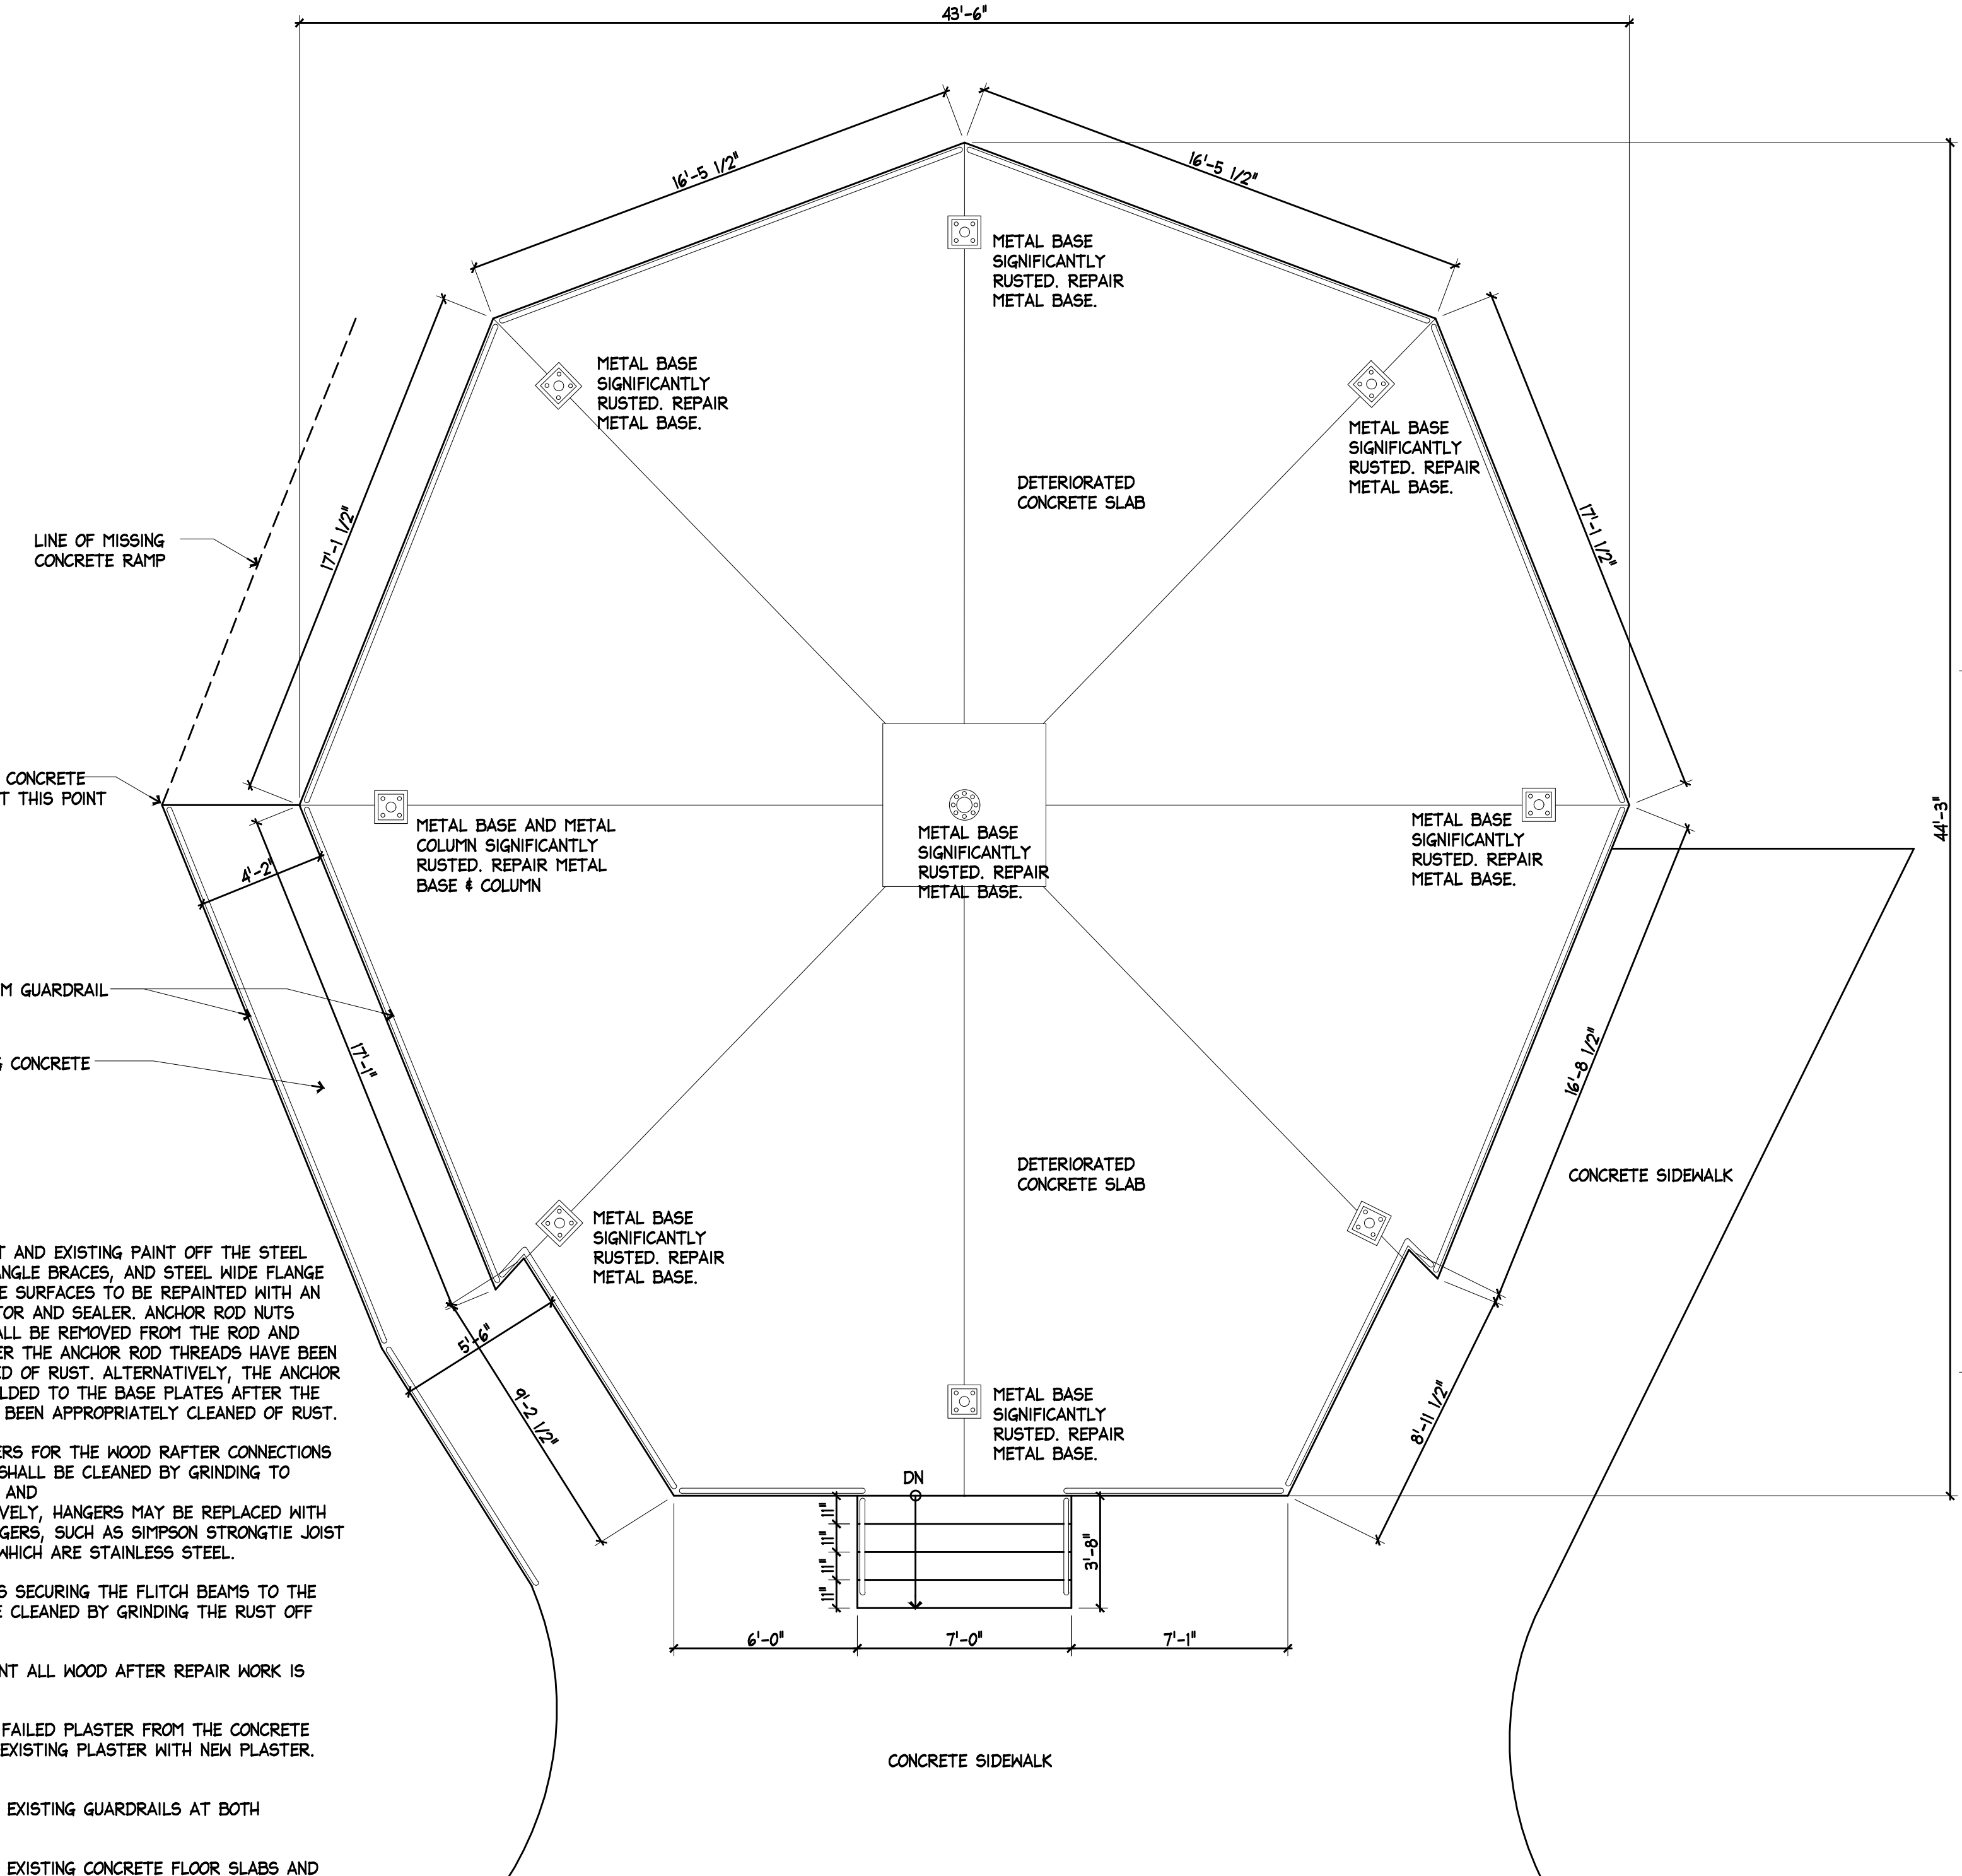 43'-6"
16'-5 1/2"
16'-5 1/2"
METAL BASE
SIGNIFICANTLY
RUSTED. REPAIR
METAL BASE.
METAL BASE
SIGNIFICANTLY
RUSTED. REPAIR
METAL BASE.
METAL BASE
SIGNIFICANTLY
RUSTED. REPAIR
METAL BASE.
DETERIORATED
CONCRETE SLAB
17'-1 1/2"
17'-1 1/2"
LINE OF MISSING
CONCRETE RAMP
CONCRETE
T THIS POINT
METAL BASE AND METAL
COLUMN SIGNIFICANTLY
RUSTED. REPAIR METAL
BASE & COLUMN
METAL BASE
SIGNIFICANTLY
RUSTED. REPAIR
METAL BASE.
METAL BASE
SIGNIFICANTLY
RUSTED. REPAIR
METAL BASE.
44'-3"
4'-2"
M GUARDRAIL
G CONCRETE
17'-1"
16'-8 1/2"
DETERIORATED
CONCRETE SLAB
CONCRETE SIDEWALK
METAL BASE
SIGNIFICANTLY
RUSTED. REPAIR
METAL BASE.
5'-6"
9'-2 1/2"
8'-11 1/2"
METAL BASE
SIGNIFICANTLY
RUSTED. REPAIR
METAL BASE.
DN
11"
11"
11"
11"
3'-8"
6'-0"
7'-0"
7'-1"
CONCRETE SIDEWALK
T AND EXISTING PAINT OFF THE STEEL
ANGLE BRACES, AND STEEL WIDE FLANGE
E SURFACES TO BE REPAINTED WITH AN
TOR AND SEALER. ANCHOR ROD NUTS
ALL BE REMOVED FROM THE ROD AND
ER THE ANCHOR ROD THREADS HAVE BEEN
ED OF RUST. ALTERNATIVELY, THE ANCHOR
LDED TO THE BASE PLATES AFTER THE
BEEN APPROPRIATELY CLEANED OF RUST.
ERS FOR THE WOOD RAFTER CONNECTIONS
SHALL BE CLEANED BY GRINDING TO
AND
VELY, HANGERS MAY BE REPLACED WITH
GERS, SUCH AS SIMPSON STRONGTIE JOIST
WHICH ARE STAINLESS STEEL.
S SECURING THE FLITCH BEAMS TO THE
E CLEANED BY GRINDING THE RUST OFF
NT ALL WOOD AFTER REPAIR WORK IS
FAILED PLASTER FROM THE CONCRETE
EXISTING PLASTER WITH NEW PLASTER.
EXISTING GUARDRAILS AT BOTH
EXISTING CONCRETE FLOOR SLABS AND